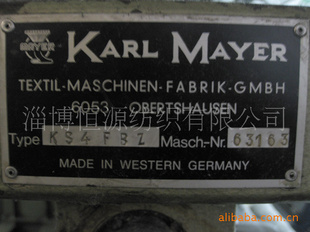 KARL MAYER
MAYER
TEXTIL-MASCHINEN-FABRIK-GMBH
6053 OBERTSHAUSEN
淄博恒源纺织有限公司
Type KS4 FBZ Masch-Nr. 63163
MADE IN WESTERN GERMANY
alibaba.com.cn